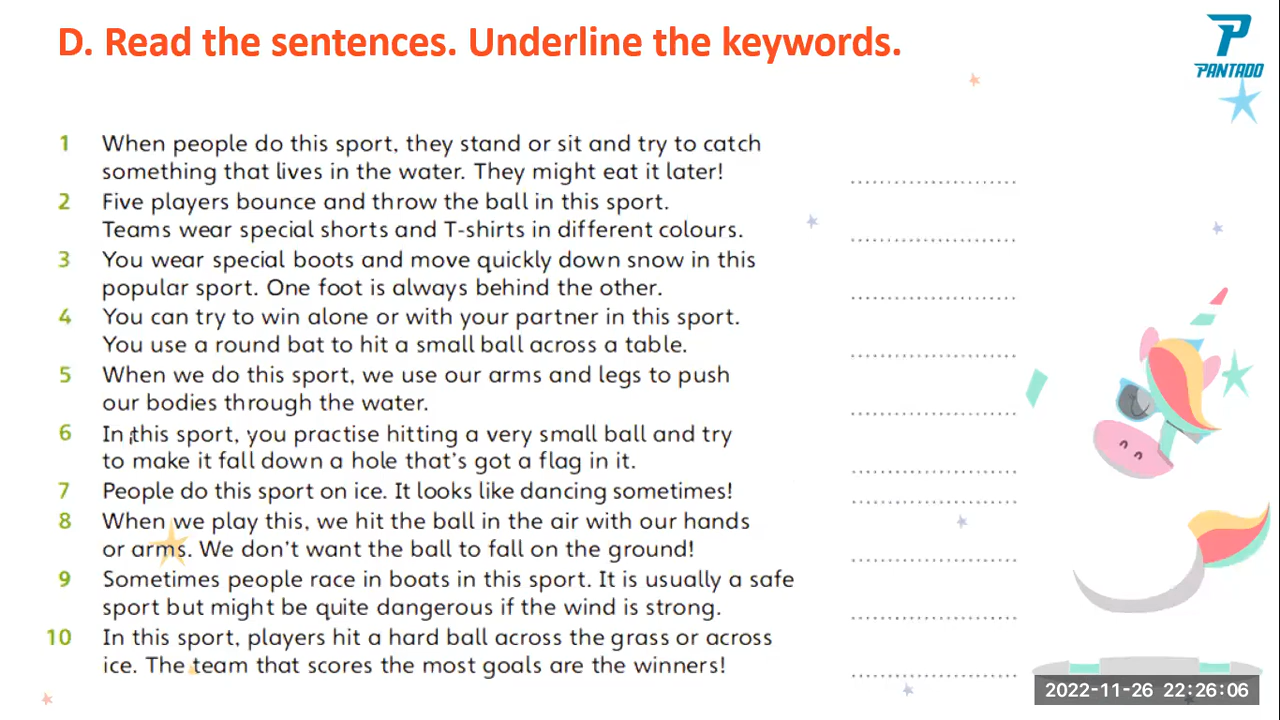 D. Read the sentences. Underline the keywords.
PANTADO
1 When people do this sport, they stand or sit and try to catch
something that lives in the water. They might eat it later!
2 Five players bounce and throw the ball in this sport.
Teams wear special shorts and T-shirts in different colours.
3 You wear special boots and move quickly down snow in this
popular sport. One foot is always behind the other.
4 You can try to win alone or with your partner in this sport.
You use a round bat to hit a small ball across a table.
5 When we do this sport, we use our arms and legs to push
our bodies through the water.
6 In this sport, you practise hitting a very small ball and try
to make it fall down a hole that's got a flag in it.
7 People do this sport on ice. It looks like dancing sometimes!
8 When we play this, we hit the ball in the air with our hands
or arms. We don't want the ball to fall on the ground!
9 Sometimes people race in boats in this sport. It is usually a safe
sport but might be quite dangerous if the wind is strong.
10 In this sport, players hit a hard ball across the grass or across
ice. The team that scores the most goals are the winners!
2022-11-26 22:26:06